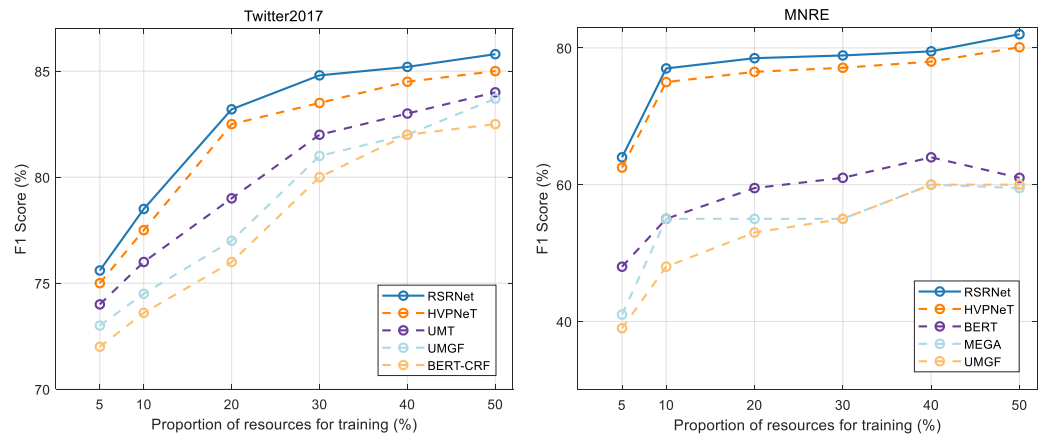 Twitter2017
F1 Score (%)
85
80
75
70
5 10 20 30 40 50
Proportion of resources for training (%)
RSRNet
HVPNeT
UMT
UMGF
BERT-CRF
MNRE
F1 Score (%)
80
60
40
5 10 20 30 40 50
Proportion of resources for training (%)
RSRNet
HVPNeT
BERT
MEGA
UMGF